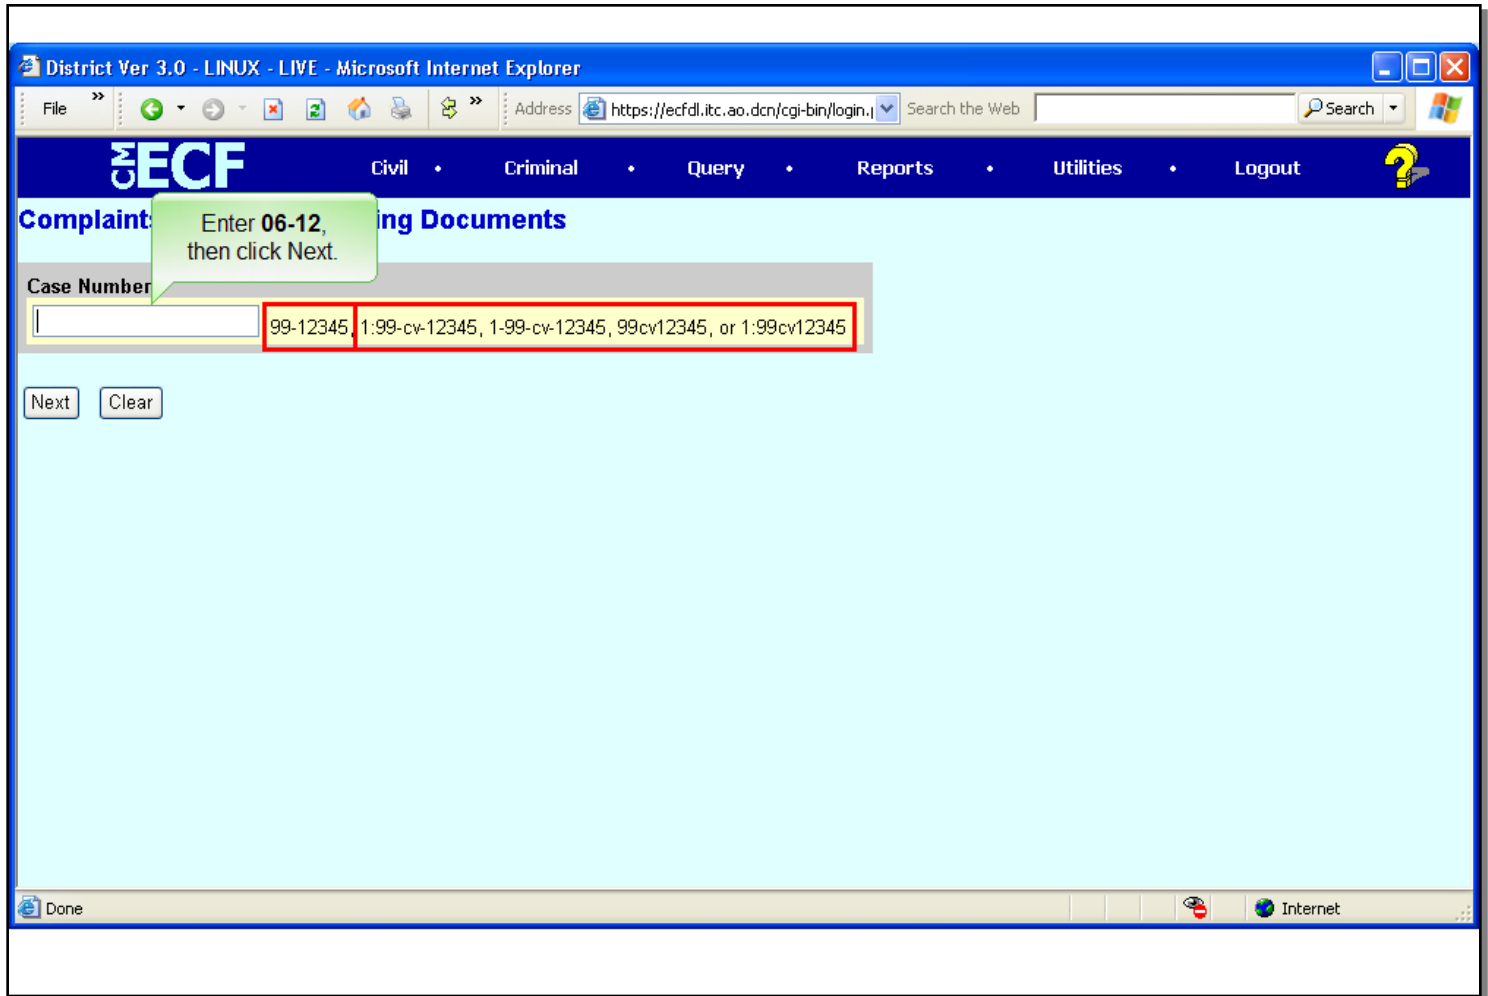 District Ver 3.0 - LINUX - LIVE - Microsoft Internet Explorer
File » » Address https://ecfdl.itc.ao.dcn/cgi-bin/login. Search the Web Search
CM ECF Civil • Criminal • Query • Reports • Utilities • Logout ?
Complaint ing Documents
Enter 06-12,
then click Next.
Case Number
99-12345, 1:99-cv-12345, 1-99-cv-12345, 99cv12345, or 1:99cv12345
Next Clear
Done Internet